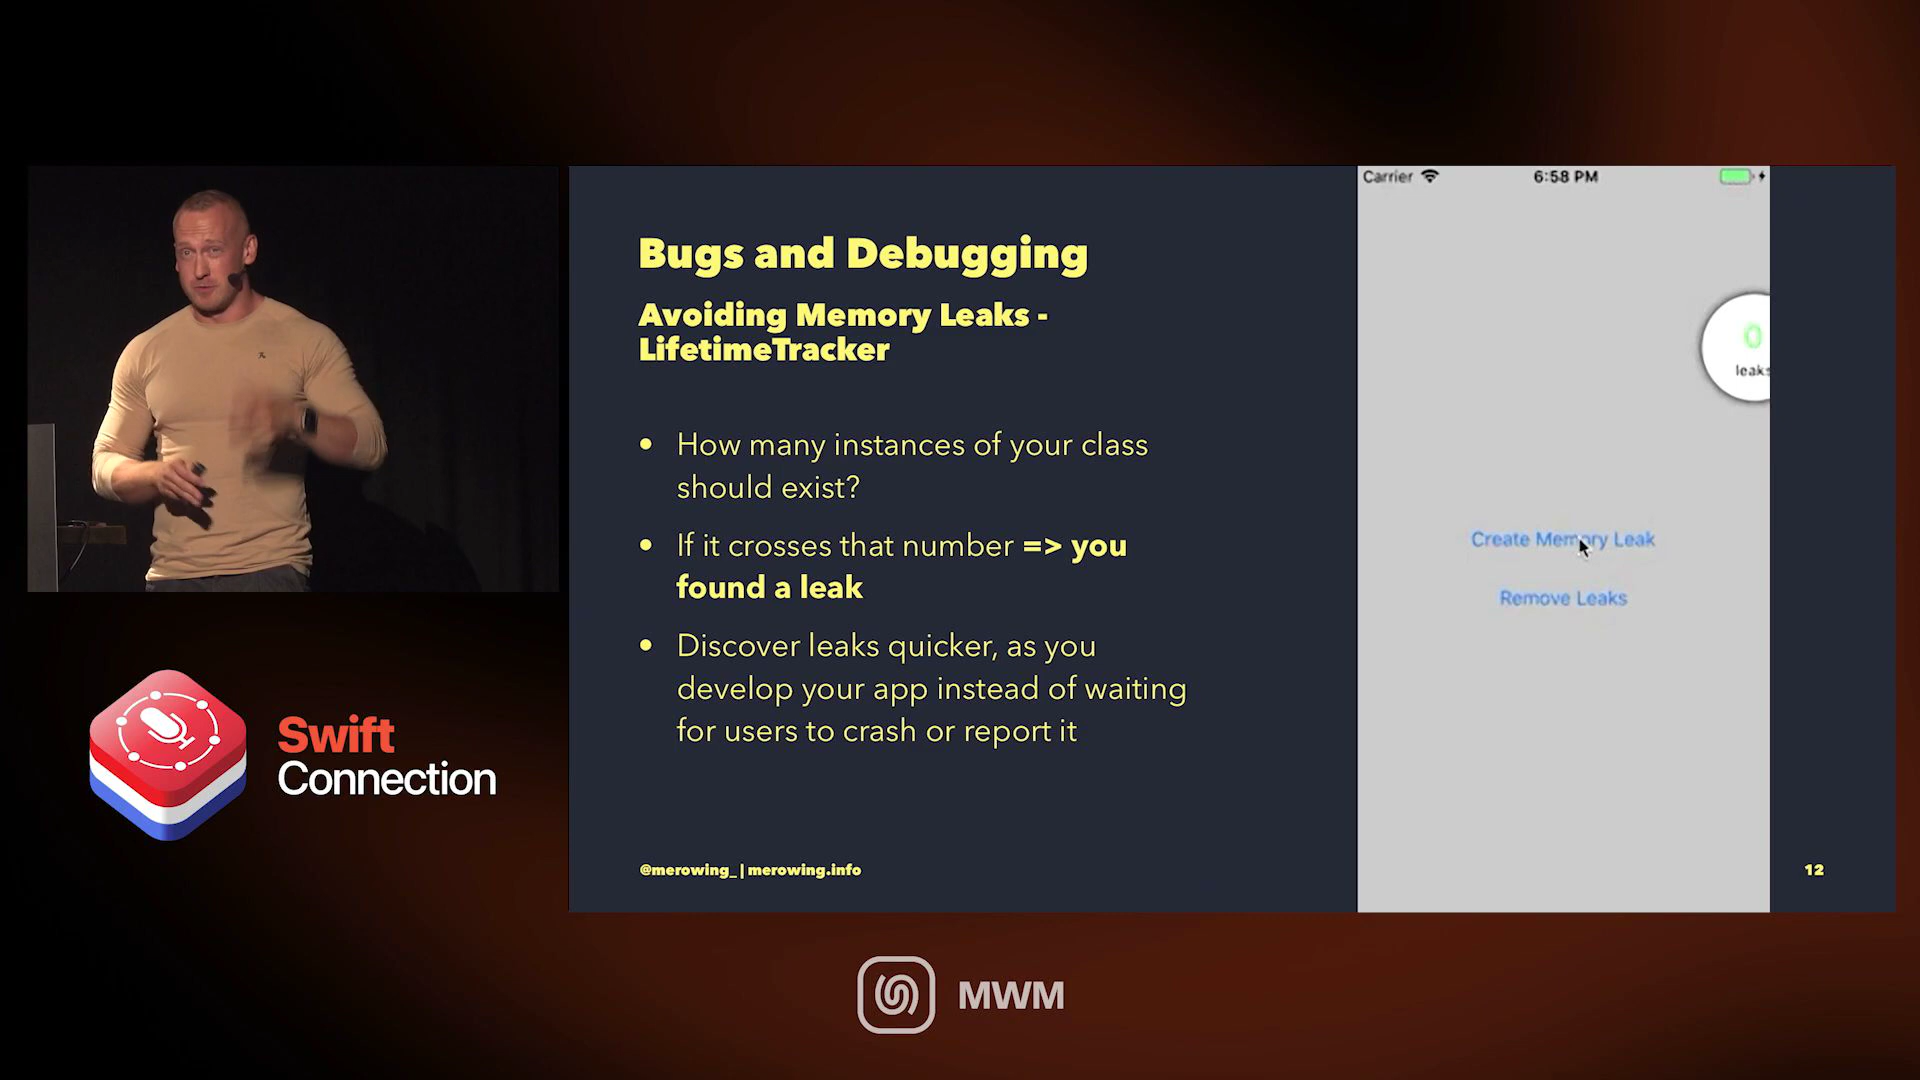 Bugs and Debugging
Avoiding Memory Leaks -
LifetimeTracker
• How many instances of your class
should exist?
• If it crosses that number => you
found a leak
• Discover leaks quicker, as you
develop your app instead of waiting
for users to crash or report it
@merowing_ | merowing.info
12
Carrier
6:58 PM
0
leaks
Create Memory Leak
Remove Leaks
Swift
Connection
MWM